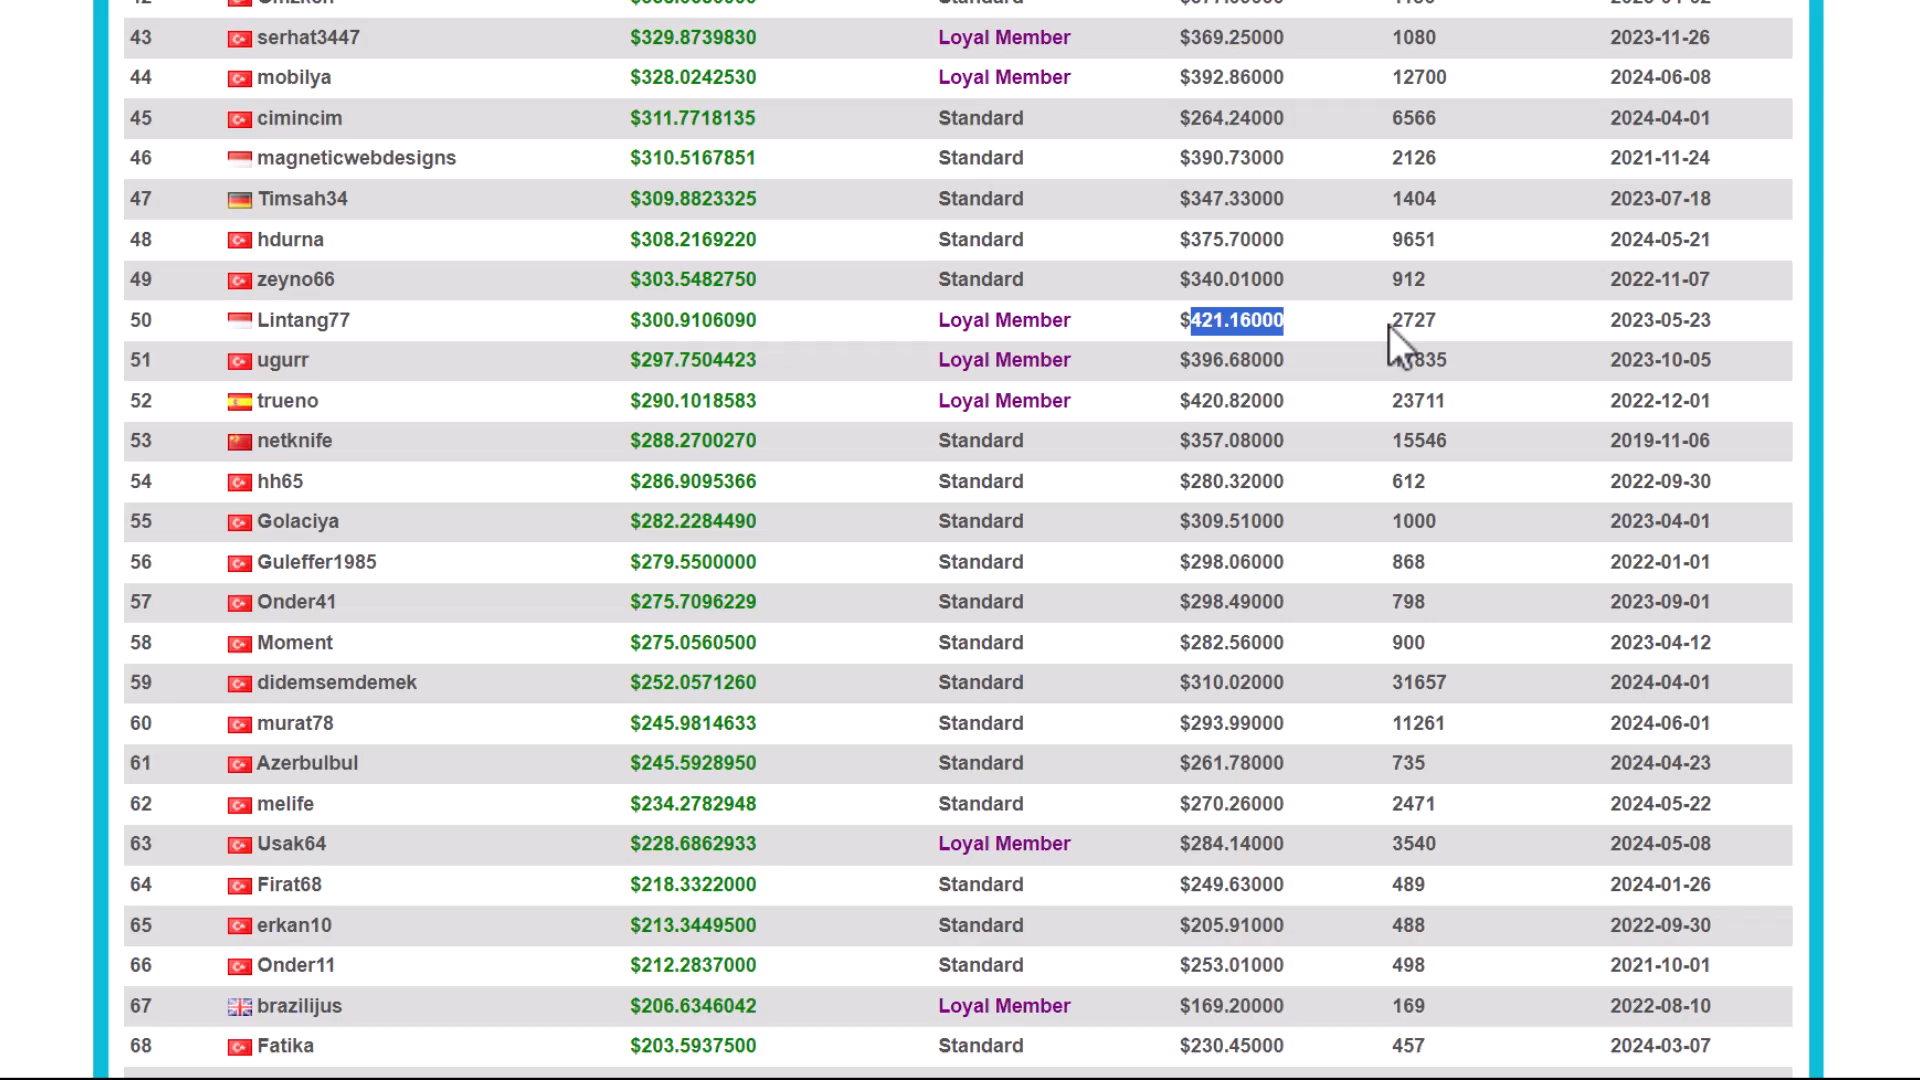 43 serhat3447 $329.8739830 Loyal Member $369.25000 1080 2023-11-26
44 mobilya $328.0242530 Loyal Member $392.86000 12700 2024-06-08
45 cimincim $311.7718135 Standard $264.24000 6566 2024-04-01
46 magneticwebdesigns $310.5167851 Standard $390.73000 2126 2021-11-24
47 Timsah34 $309.8823325 Standard $347.33000 1404 2023-07-18
48 hdurna $308.2169220 Standard $375.70000 9651 2024-05-21
49 zeyno66 $303.5482750 Standard $340.01000 912 2022-11-07
50 Lintang77 $300.9106090 Loyal Member $421.16000 2727 2023-05-23
51 ugurr $297.7504423 Loyal Member $396.68000 2023-10-05
52 trueno $290.1018583 Loyal Member $420.82000 23711 2022-12-01
53 netknife $288.2700270 Standard $357.08000 15546 2019-11-06
54 hh65 $286.9095366 Standard $280.32000 612 2022-09-30
55 Golaciya $282.2284490 Standard $309.51000 1000 2023-04-01
56 Guleffer1985 $279.5500000 Standard $298.06000 868 2022-01-01
57 Onder41 $275.7096229 Standard $298.49000 798 2023-09-01
58 Moment $275.0560500 Standard $282.56000 900 2023-04-12
59 didemsemdemek $252.0571260 Standard $310.02000 31657 2024-04-01
60 murat78 $245.9814633 Standard $293.99000 11261 2024-06-01
61 Azerbulbul $245.5928950 Standard $261.78000 735 2024-04-23
62 melife $234.2782948 Standard $270.26000 2471 2024-05-22
63 Usak64 $228.6862933 Loyal Member $284.14000 3540 2024-05-08
64 Firat68 $218.3322000 Standard $249.63000 489 2024-01-26
65 erkan10 $213.3449500 Standard $205.91000 488 2022-09-30
66 Onder11 $212.2837000 Standard $253.01000 498 2021-10-01
67 brazilijus $206.6346042 Loyal Member $169.20000 169 2022-08-10
68 Fatika $203.5937500 Standard $230.45000 457 2024-03-07